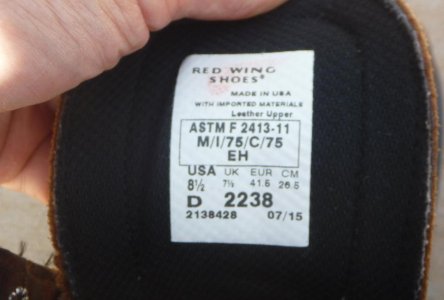 RED WING
SHOES®
MADE IN USA
WITH IMPORTED MATERIALS
Leather Upper
ASTM F 2413-11
M/I/75/C/75
EH
USA UK EUR CM
8½ 7½ 41.5 26.5
D 2238
2138428 07/15